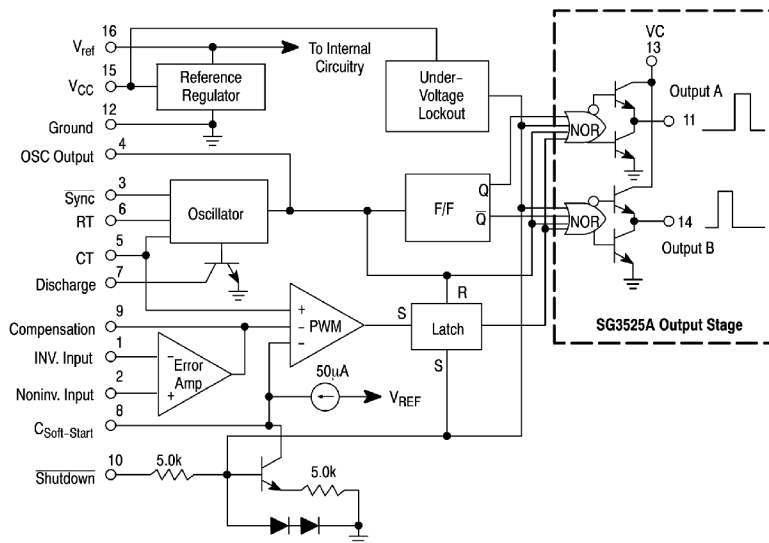 16
Vref
15
VCC
12
Ground
4
OSC Output
3
Sync
6
RT
5
CT
7
Discharge
9
Compensation
1
INV. Input
2
Noninv. Input
8
CSoft-Start
10
Shutdown
To Internal
Circuitry
Reference
Regulator
Under-
Voltage
Lockout
Oscillator
F/F
Q
Q
+
−
−
PWM
S
R
S
Latch
−
+
Error
Amp
50µA
VREF
5.0k
5.0k
VC
13
NOR
Output A
11
NOR
14
Output B
SG3525A Output Stage